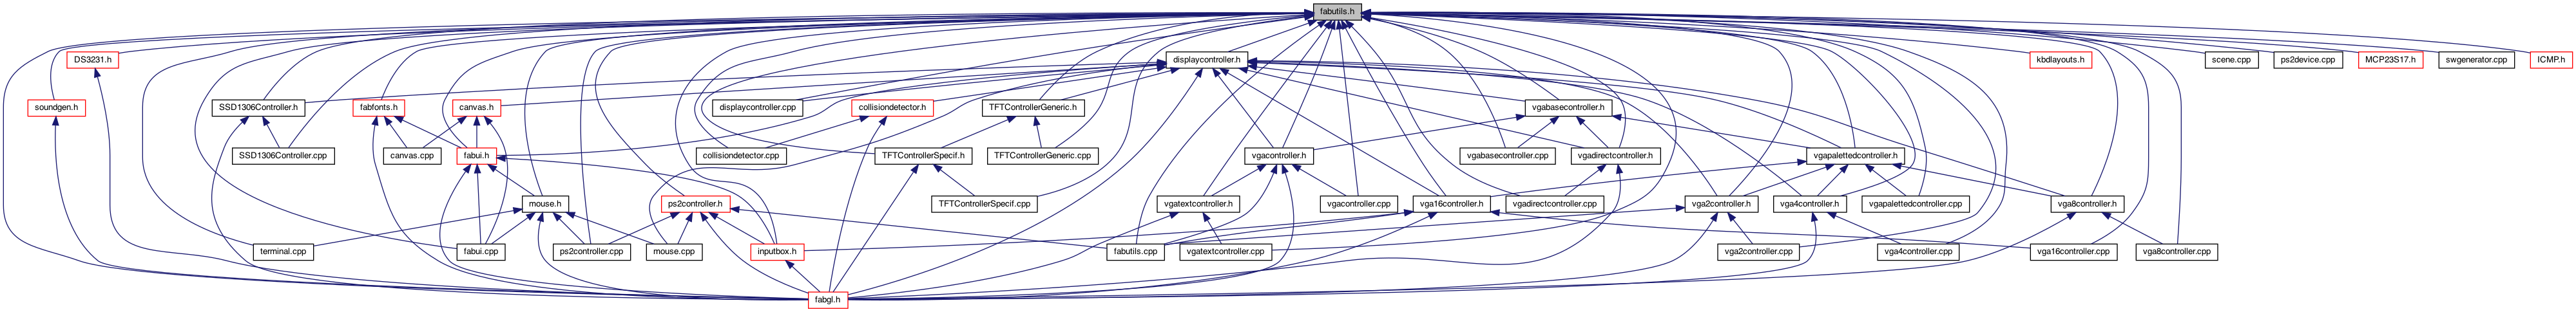 fabutils.h
DS3231.h
displaycontroller.h
kbdlayouts.h
scene.cpp
ps2device.cpp
MCP23S17.h
swgenerator.cpp
ICMP.h
soundgen.h
SSD1306Controller.h
fabfonts.h
canvas.h
displaycontroller.cpp
collisiondetector.h
TFTControllerGeneric.h
vgabasecontroller.h
SSD1306Controller.cpp
canvas.cpp
fabui.h
collisiondetector.cpp
TFTControllerSpecif.h
TFTControllerGeneric.cpp
vgacontroller.h
vgabasecontroller.cpp
vgadirectcontroller.h
vgapalettedcontroller.h
mouse.h
ps2controller.h
TFTControllerSpecif.cpp
vgatextcontroller.h
vgacontroller.cpp
vga16controller.h
vgadirectcontroller.cpp
vga2controller.h
vga4controller.h
vgapalettedcontroller.cpp
vga8controller.h
terminal.cpp
fabui.cpp
ps2controller.cpp
mouse.cpp
inputbox.h
fabutils.cpp
vgatextcontroller.cpp
vga2controller.cpp
vga4controller.cpp
vga16controller.cpp
vga8controller.cpp
fabgl.h